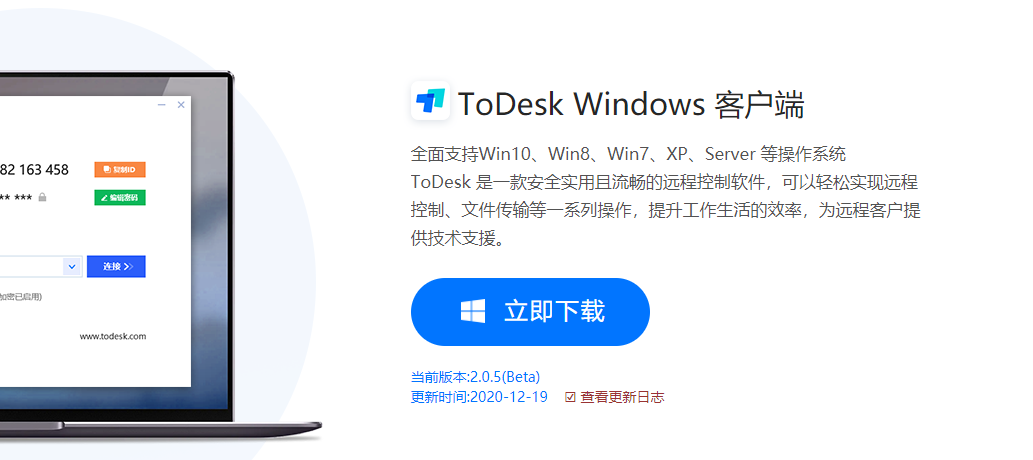 82 163 458
复制ID
** ***
编辑密码
连接
加密已启用)
www.todesk.com
ToDesk Windows 客户端
全面支持Win10、Win8、Win7、XP、Server 等操作系统
ToDesk 是一款安全实用且流畅的远程控制软件，可以轻松实现远程
控制、文件传输等一系列操作，提升工作生活的效率，为远程客户提
供技术支援。
立即下载
当前版本:2.0.5(Beta)
更新时间:2020-12-19 查看更新日志